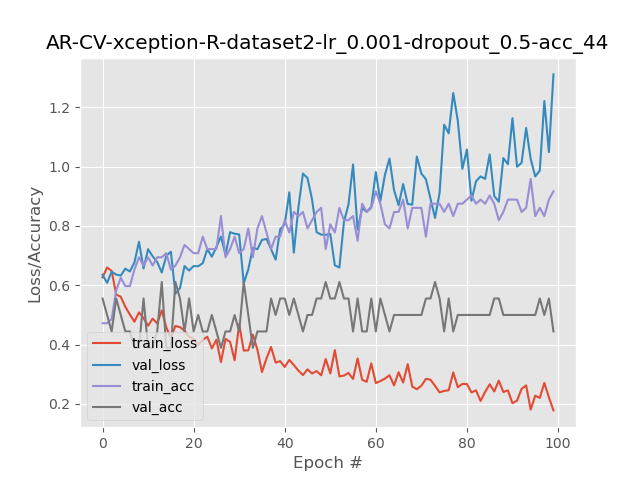 AR-CV-xception-R-dataset2-lr_0.001-dropout_0.5-acc_44
Loss/Accuracy
1.2
1.0
0.8
0.6
0.4
0.2
train_loss
val_loss
train_acc
val_acc
0 20 40 60 80 100
Epoch #